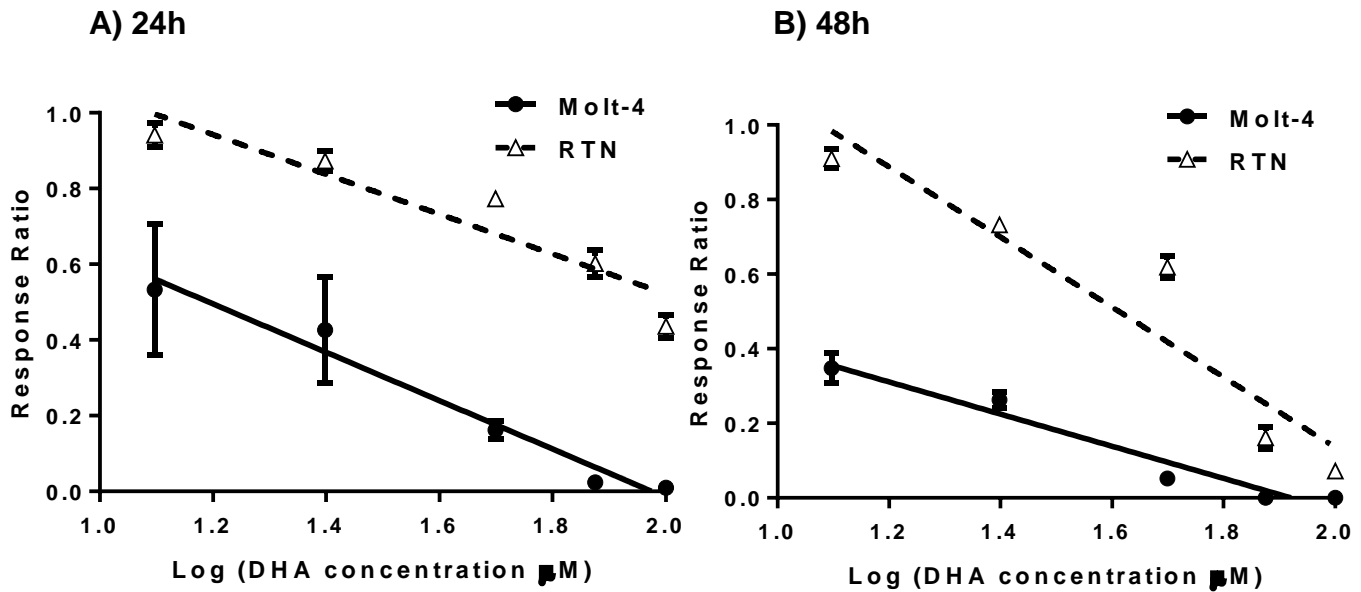 A) 24h
Molt-4
RTN
Response Ratio
1.0
0.8
0.6
0.4
0.2
0.0
1.0 1.2 1.4 1.6 1.8 2.0
Log (DHA concentration µM)
B) 48h
Molt-4
RTN
Response Ratio
1.0
0.8
0.6
0.4
0.2
0.0
1.0 1.2 1.4 1.6 1.8 2.0
Log (DHA concentration µM)